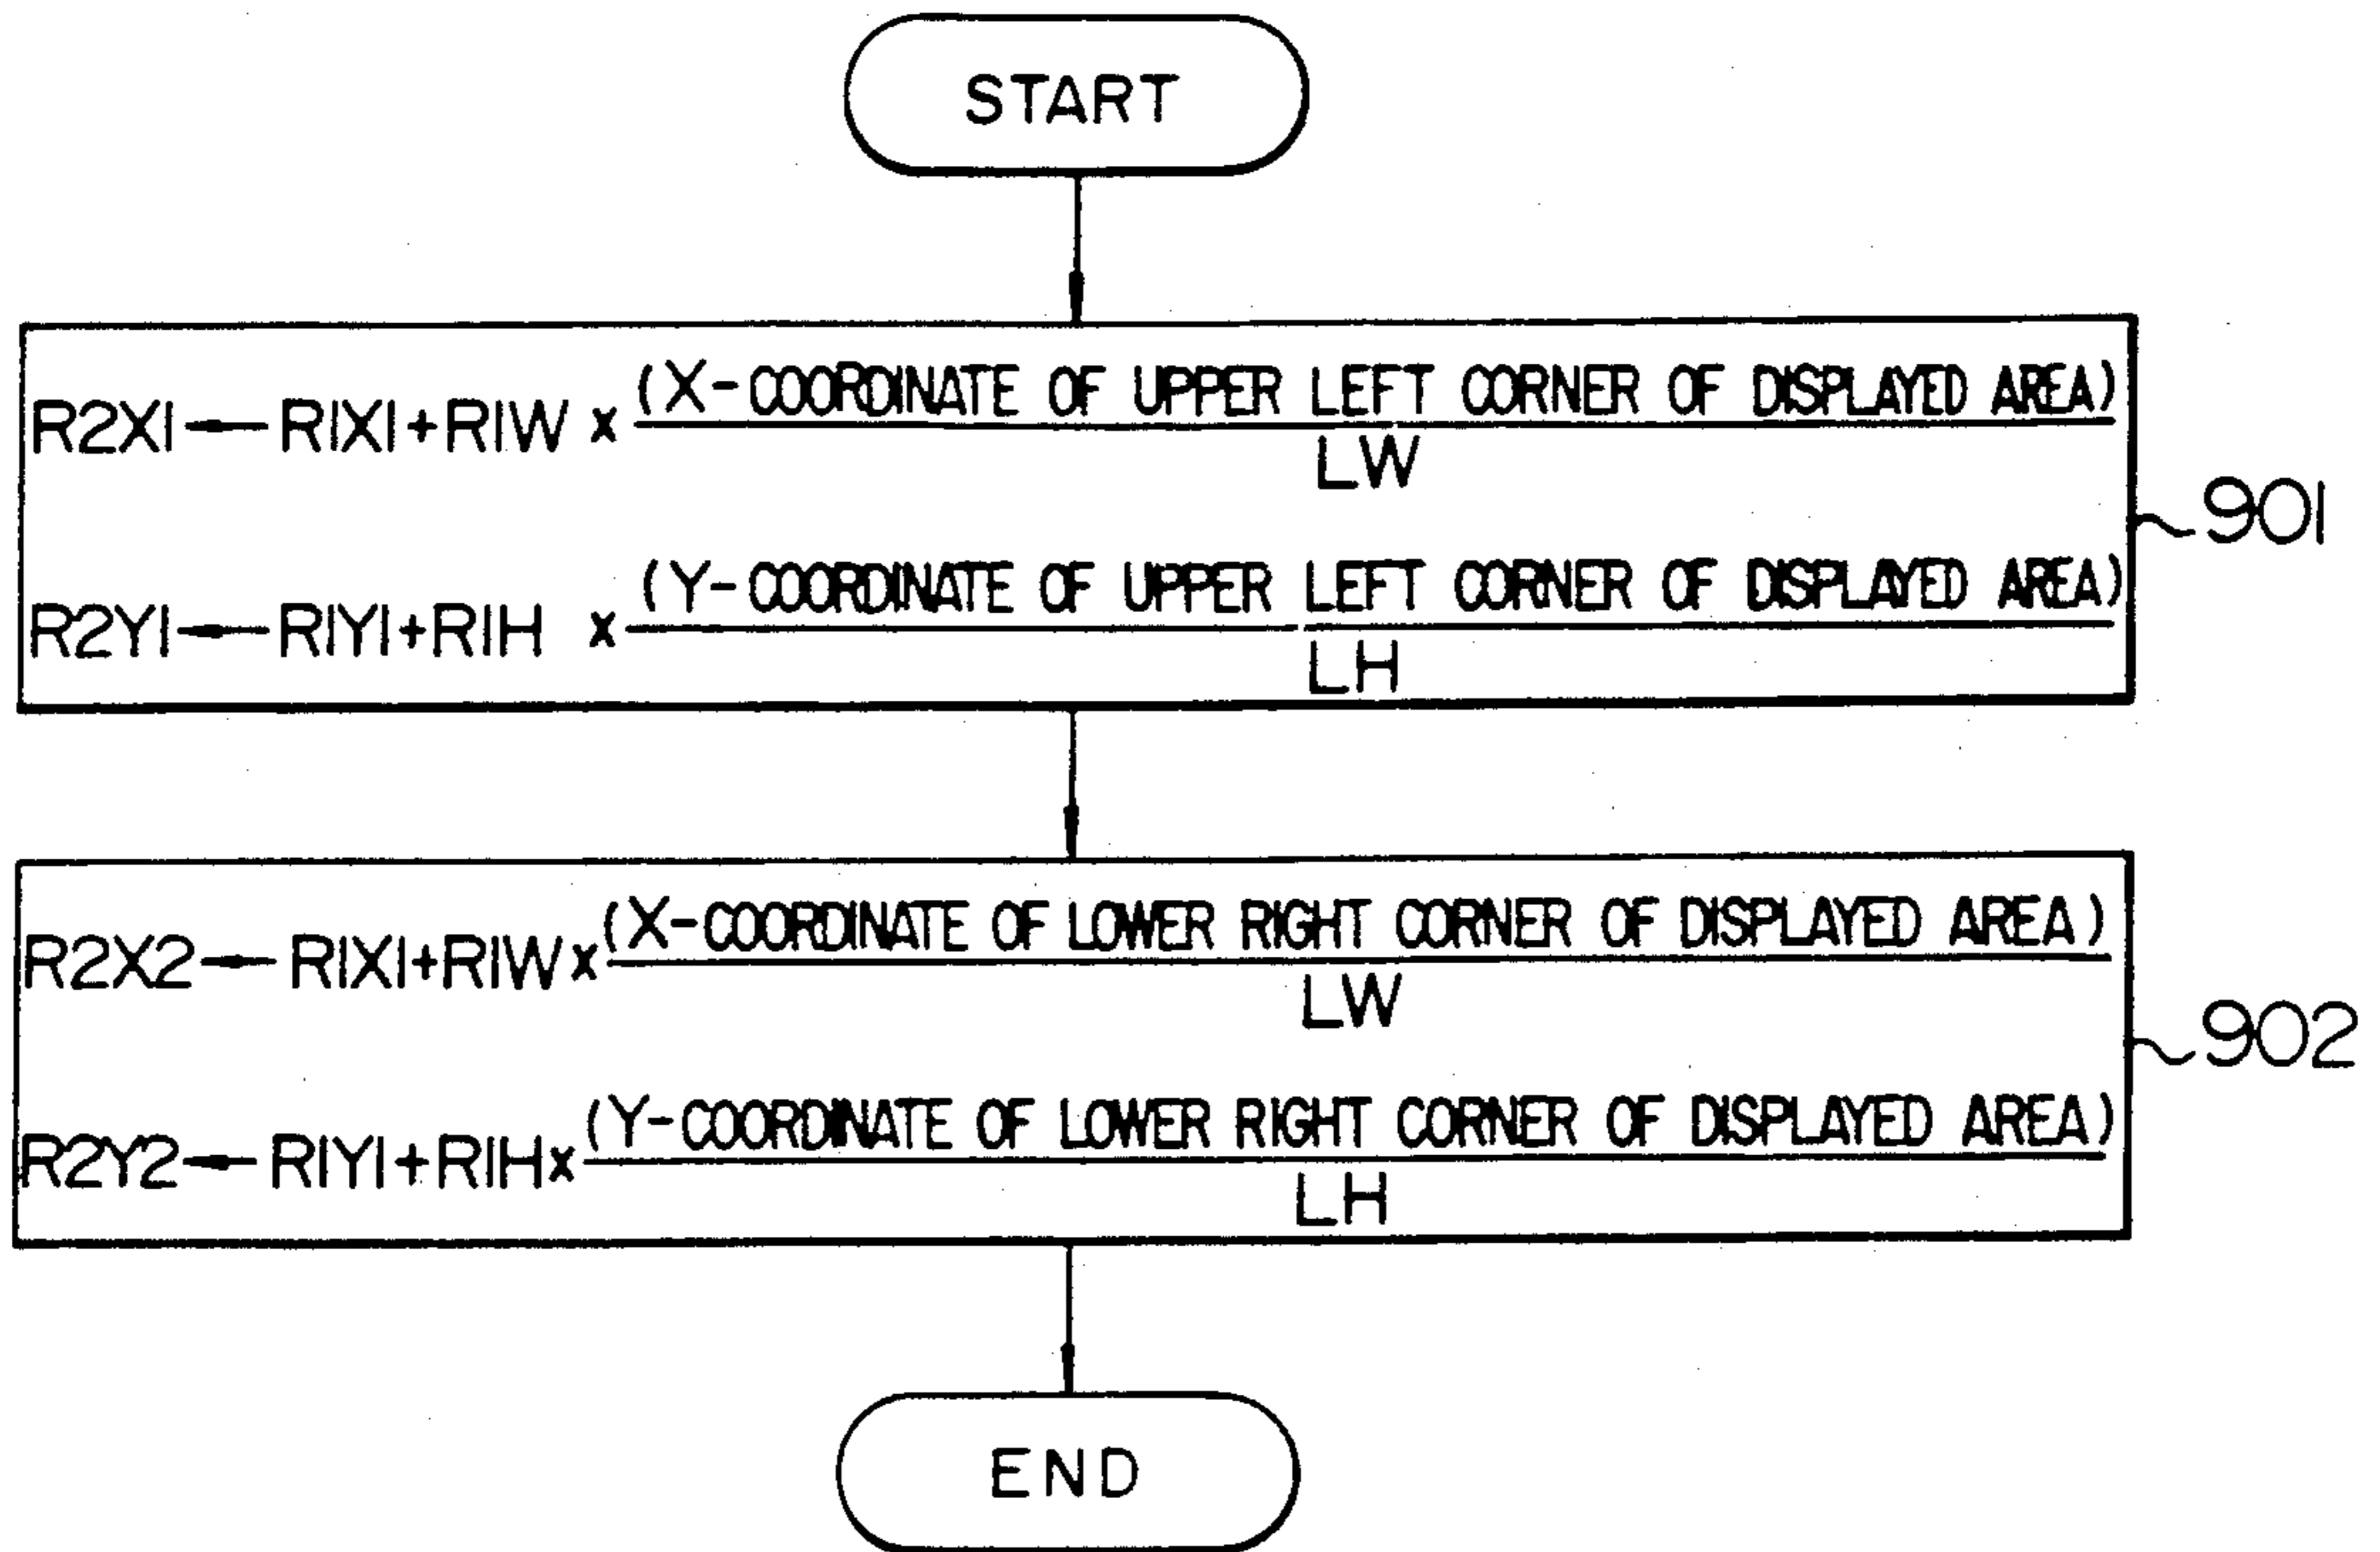 START
(X-COORDINATE OF UPPER LEFT CORNER OF DISPLAYED AREA)
R2X1 ← R1X1+R1W x
LW
901
(Y-COORDINATE OF UPPER LEFT CORNER OF DISPLAYED AREA)
R2Y1 ← R1Y1+R1H x
LH
(X-COORDINATE OF LOWER RIGHT CORNER OF DISPLAYED AREA)
R2X2 ← R1X1+R1W x
LW
902
(Y-COORDINATE OF LOWER RIGHT CORNER OF DISPLAYED AREA)
R2Y2 ← R1Y1+R1H x
LH
END